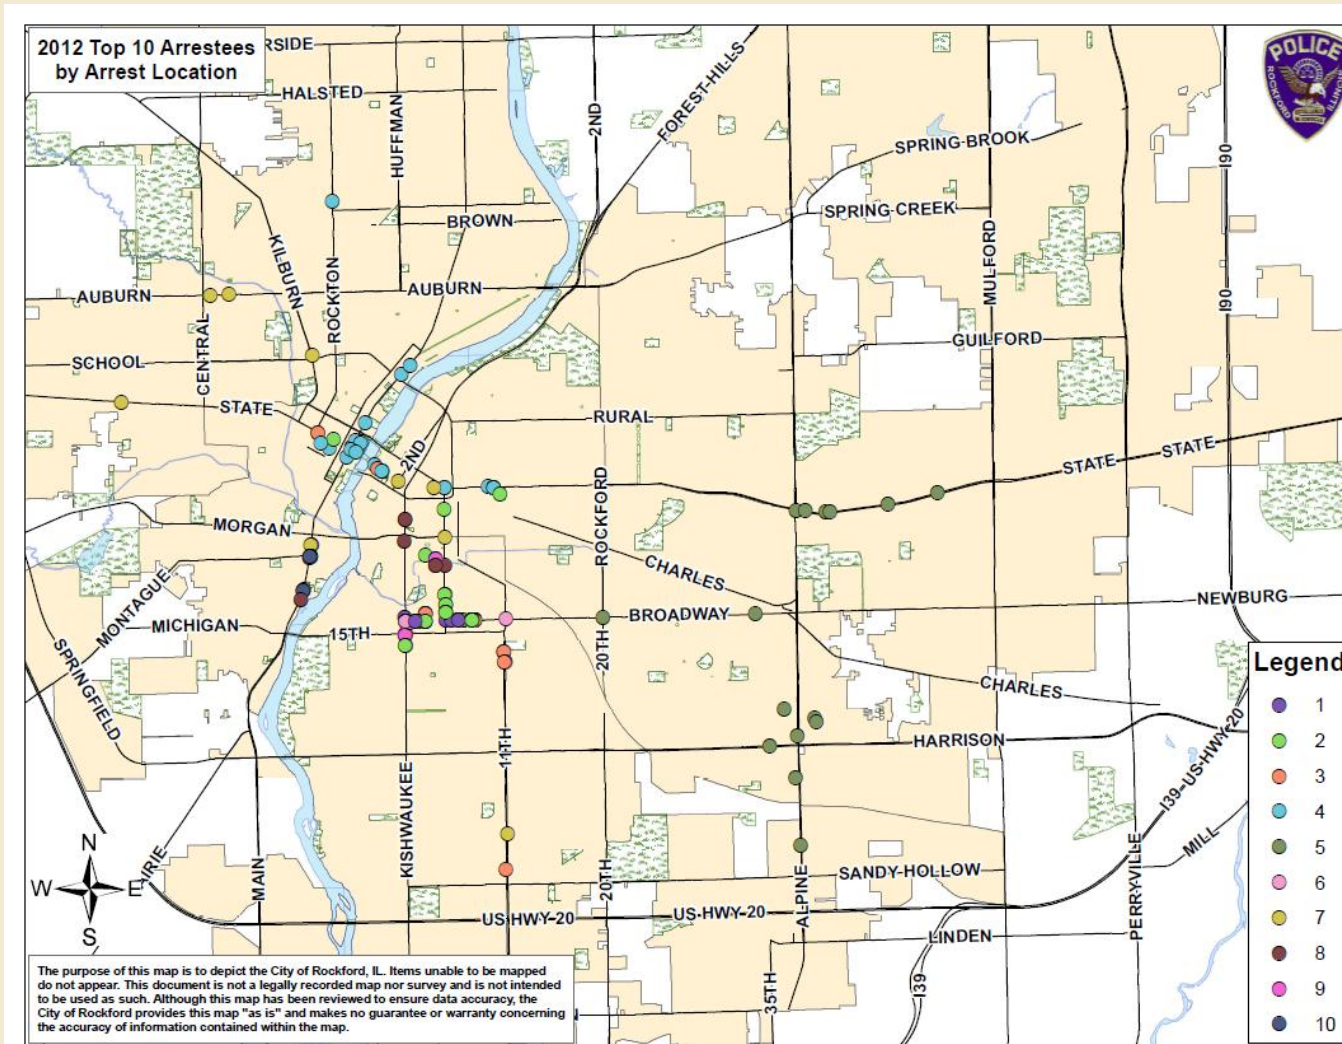 2012 Top 10 Arrestees
by Arrest Location
RSIDE
HALSTED
HUFFMAN
2ND
FOREST-HILLS
SPRING-BROOK
I90
POLICE
ROCKFORD
BROWN
SPRING-CREEK
MULFORD
KILBURN
ROCKTON
AUBURN
AUBURN
I90
CENTRAL
SCHOOL
GUILFORD
STATE
RURAL
2ND
STATE
STATE
ROCKFORD
MORGAN
CHARLES
MONTAGUE
MICHIGAN
15TH
BROADWAY
NEWBURG
20TH
SPRINGFIELD
CHARLES
HARRISON
11TH
KISHWAUKEE
I39-US-HWY-20
MILL
PERRYVILLE
SANDY-HOLLOW
MAIN
20TH
ALPINE
US-HWY-20
US-HWY-20
LINDEN
35TH
I39
IRIE
N
W
E
S
Legend
1
2
3
4
5
6
7
8
9
10
The purpose of this map is to depict the City of Rockford, IL. Items unable to be mapped
do not appear. This document is not a legally recorded map nor survey and is not intended
to be used as such. Although this map has been reviewed to ensure data accuracy, the
City of Rockford provides this map "as is" and makes no guarantee or warranty concerning
the accuracy of information contained within the map.